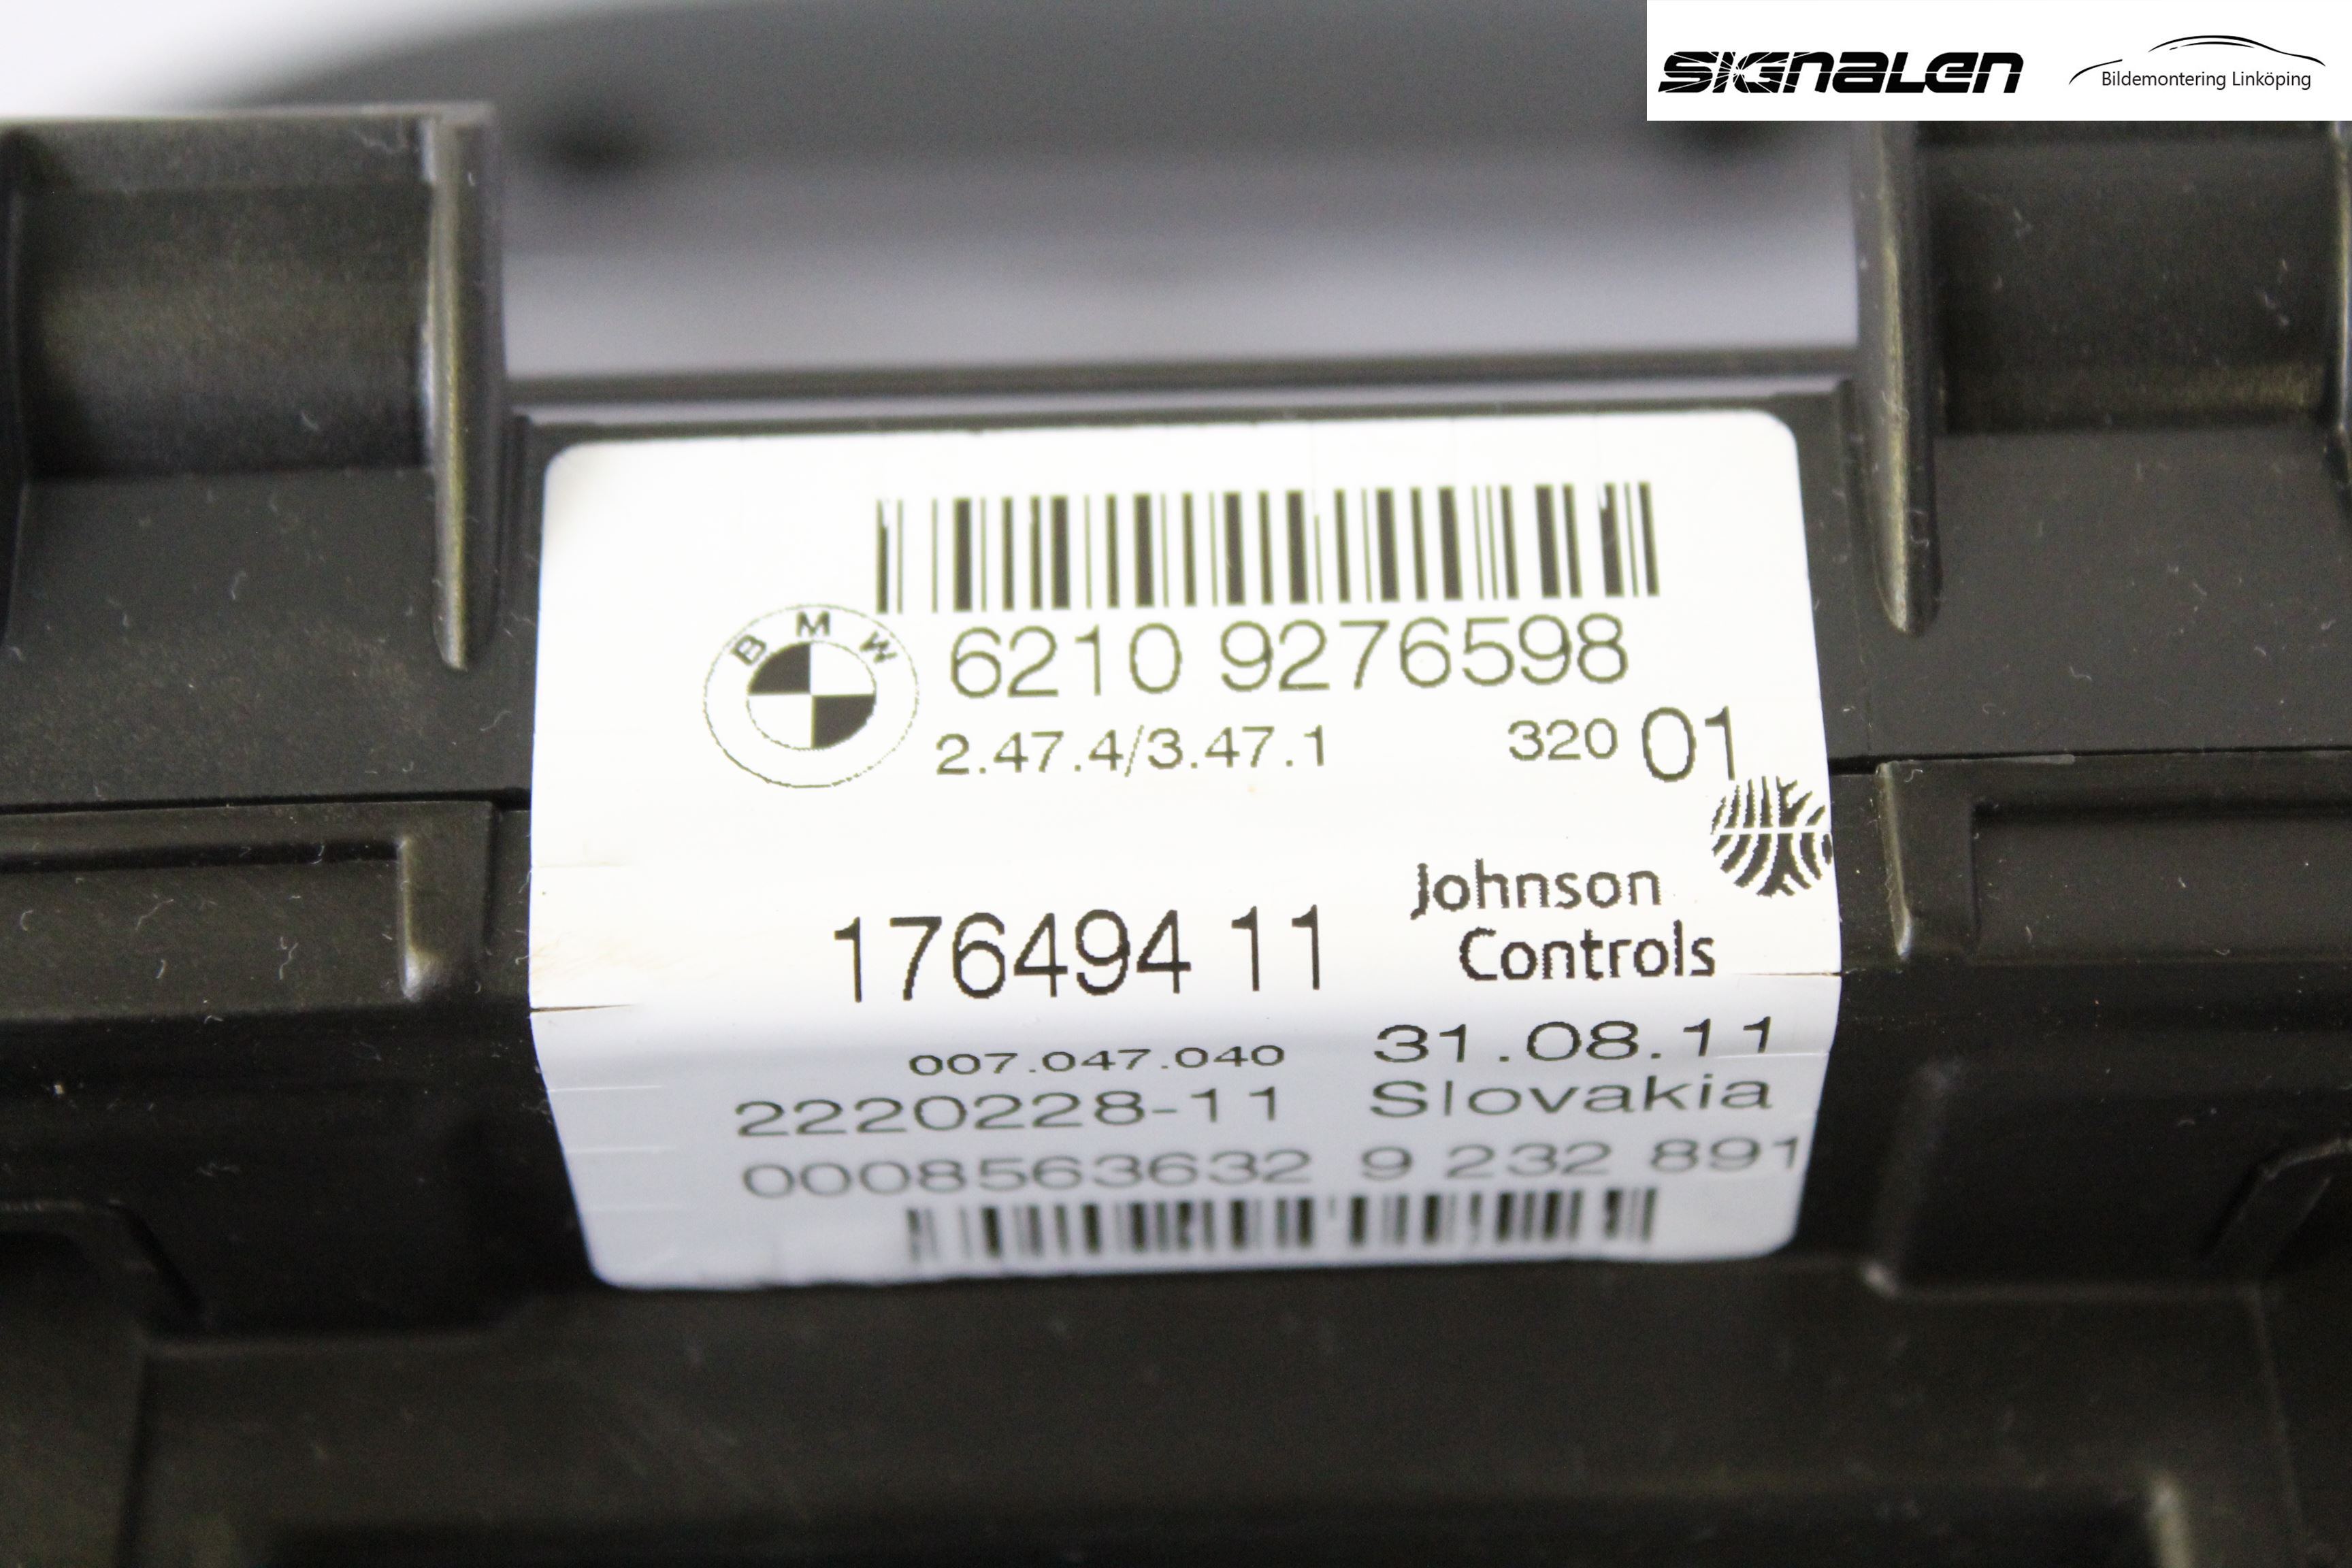 SIGNALEN
Bildemontering Linköping
BMW
6210 9276598
2.47.4/3.47.1 320 01
Johnson
Controls
176494 11
007.047.040 31.08.11
2220228-11 Slovakia
0008563632 9 232 891